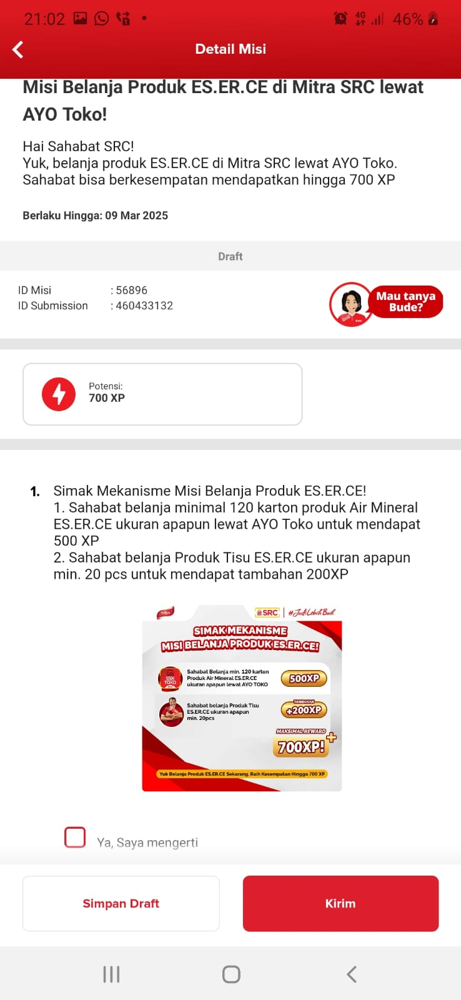 21:02
4G
46%
Detail Misi
Misi Belanja Produk ES.ER.CE di Mitra SRC lewat
AYO Toko!
Hai Sahabat SRC!
Yuk, belanja produk ES.ER.CE di Mitra SRC lewat AYO Toko.
Sahabat bisa berkesempatan mendapatkan hingga 700 XP
Berlaku Hingga: 09 Mar 2025
Draft
ID Misi : 56896
ID Submission : 460433132
Mau tanya
Bude?
Potensi:
700 XP
1. Simak Mekanisme Misi Belanja Produk ES.ER.CE!
1. Sahabat belanja minimal 120 karton produk Air Mineral
ES.ER.CE ukuran apapun lewat AYO Toko untuk mendapat
500 XP
2. Sahabat belanja Produk Tisu ES.ER.CE ukuran apapun
min. 20 pcs untuk mendapat tambahan 200XP
SRC #JadiLebihBaik
SIMAK MEKANISME
MISI BELANJA PRODUK ES.ER.CE!
AYO
TOKO
Sahabat Belanja min. 120 karton
Produk Air Mineral ES.ER.CE
ukuran apapun lewat AYO TOKO
500XP
Sahabat belanja Produk Tisu
ES.ER.CE ukuran apapun
min. 20pcs
TAMBAHAN
+200XP
MAKSIMAL REWARD
700XP!
Yuk Belanja Produk ES.ER.CE Sekarang, Raih Kesempatan Hingga 700 XP
Ya, Saya mengerti
Simpan Draft
Kirim